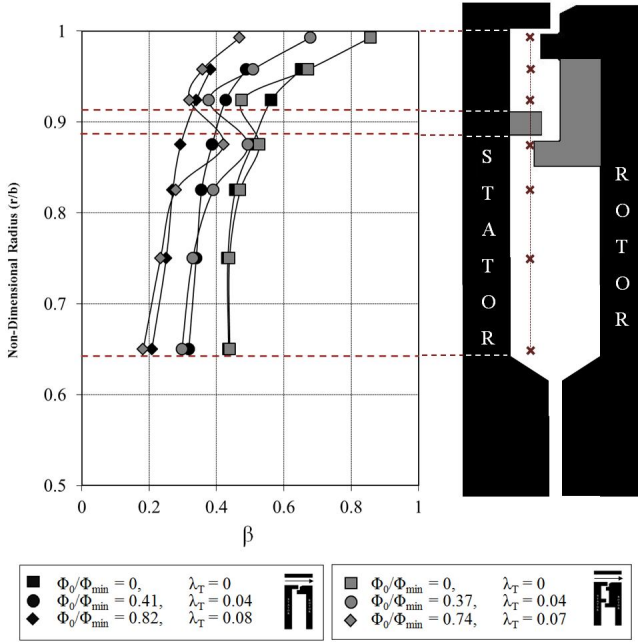 Non-Dimensional Radius (r/b)
1
0.9
0.8
0.7
0.6
0.5
0
0.2
0.4
0.6
0.8
1
β
STATOR
ROTOR
Φ0/Φmin = 0, λT = 0
Φ0/Φmin = 0.41, λT = 0.04
Φ0/Φmin = 0.82, λT = 0.08
Φ0/Φmin = 0, λT = 0
Φ0/Φmin = 0.37, λT = 0.04
Φ0/Φmin = 0.74, λT = 0.07